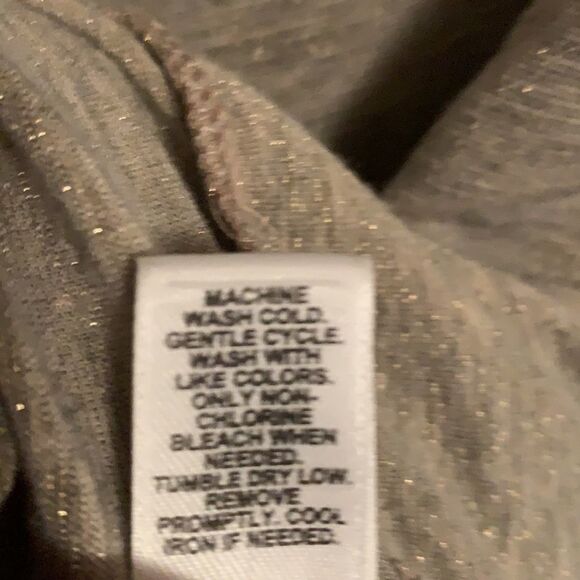 MACHINE
WASH COLD.
GENTLE CYCLE.
WASH WITH
LIKE COLORS.
ONLY NON-
CHLORINE
BLEACH WHEN
NEEDED.
TUMBLE DRY LOW.
REMOVE
PROMPTLY. COOL
IRON IF NEEDED.